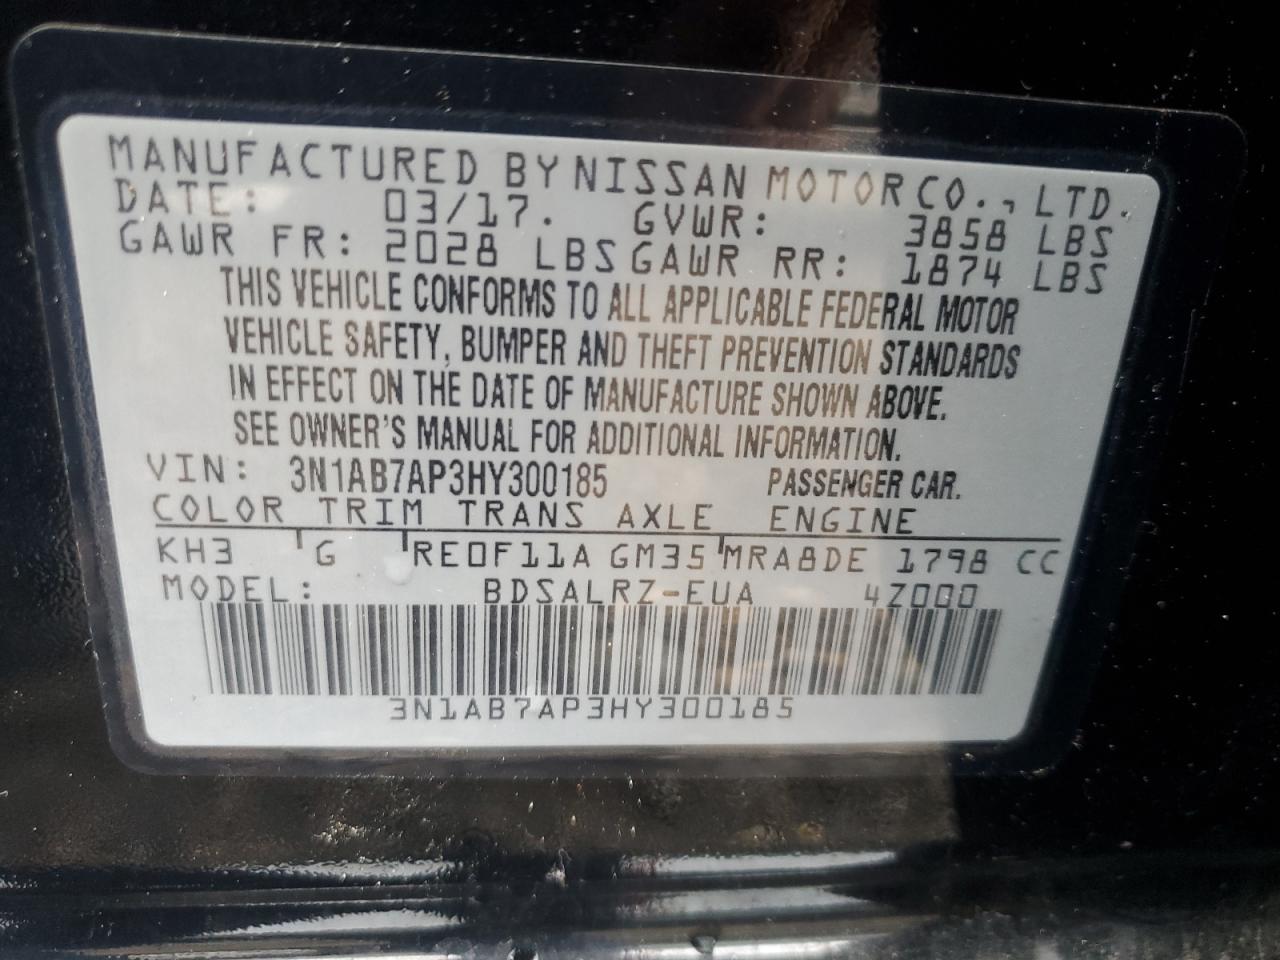 MANUFACTURED BY NISSAN MOTOR CO., LTD.
DATE: 03/17. GVWR: 3858 LBS
GAWR FR: 2028 LBS GAWR RR: 1874 LBS
THIS VEHICLE CONFORMS TO ALL APPLICABLE FEDERAL MOTOR
VEHICLE SAFETY, BUMPER AND THEFT PREVENTION STANDARDS
IN EFFECT ON THE DATE OF MANUFACTURE SHOWN ABOVE.
SEE OWNER'S MANUAL FOR ADDITIONAL INFORMATION.
VIN: 3N1AB7AP3HY300185 PASSENGER CAR.
COLOR TRIM TRANS AXLE ENGINE
KH3 G RE0F11A GM35 MRA8DE 1798 CC
MODEL: BDSALRZ-EUA 4Z000
3N1AB7AP3HY300185